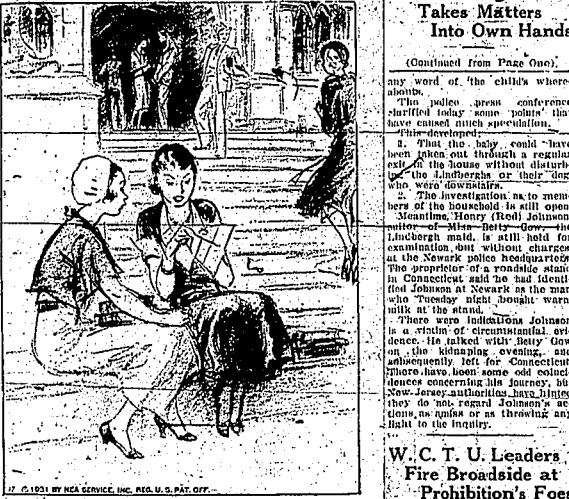 17 © 1931 BY NEA SERVICE, INC. REG. U. S. PAT. OFF.
Takes Matters
Into Own Hands
(Continued from Page One)
any word of the child's where-
abouts.
The police press conference
clarified today some points that
have caused much speculation.
This developed:
1. That the baby could have
been taken out through a regular
exit in the house without disturb-
the Lindberghs or their dog
who were downstairs.
2. The investigation as to mem-
bers of the household is still open.
Meantime, Henry (Red) Johnson,
suitor of Miss Betty Gow, the
Lindbergh maid, is still held for
examination, but without charges
at the Newark police headquarters.
The proprietor of a roadside stand
in Connecticut said he had identi-
fied Johnson at Newark as the man
who Tuesday night bought warm
milk at the stand.
There were indications Johnson
is a victim of circumstantial evi-
dence. He talked with Betty Gow
on the kidnaping evening, and
subsequently left for Connecticut.
There have been some odd coinci-
dences concerning his journey, but
New Jersey authorities have hinted
they do not regard Johnson's ac-
tions as amiss or as throwing any
light to the inquiry.
W. C. T. U. Leaders
Fire Broadside at
Prohibition's Foes